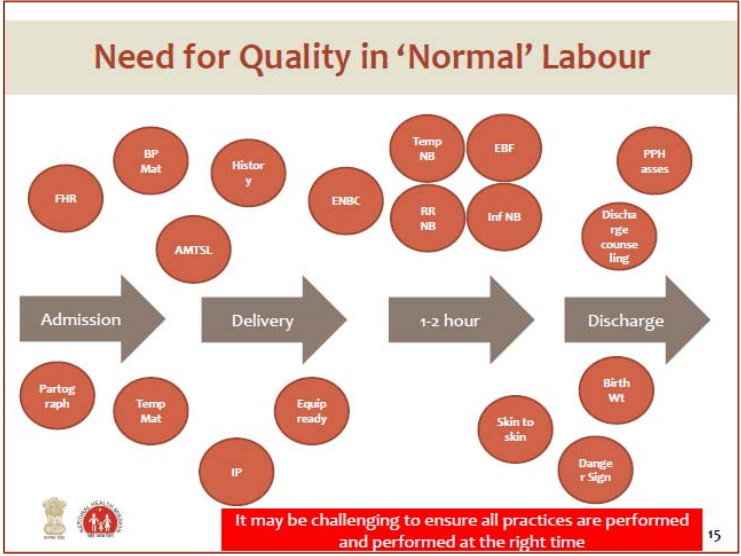 Need for Quality in ‘Normal’ Labour
FHR
BP
Mat
Histor
y
AMTSL
ENBC
Temp
NB
EBF
RR
NB
Inf NB
PPH
asses
Discha
rge
counse
ling
Admission
Delivery
1-2 hour
Discharge
Partog
raph
Temp
Mat
IP
Equip
ready
Skin to
skin
Birth
Wt
Dange
r Sign
It may be challenging to ensure all practices are performed
and performed at the right time
15
NATIONAL HEALTH MISSION